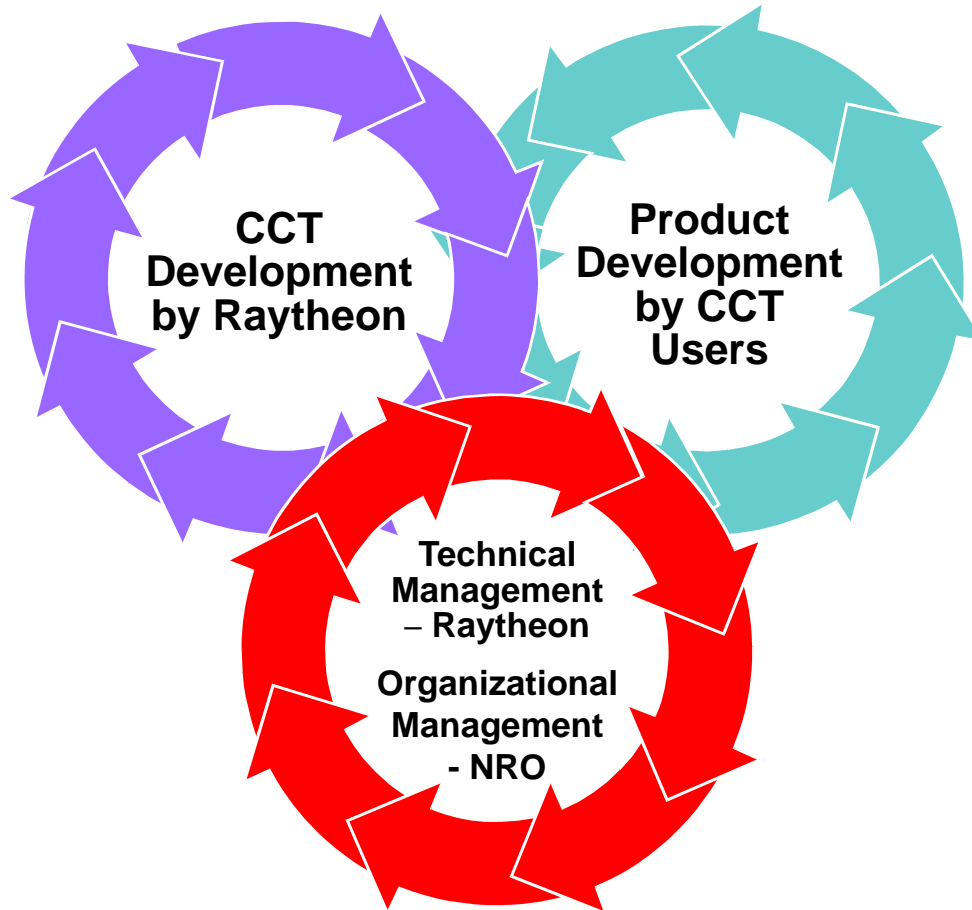 CCT
Development
by Raytheon
Product
Development
by CCT
Users
Technical
Management
– Raytheon
Organizational
Management
- NRO